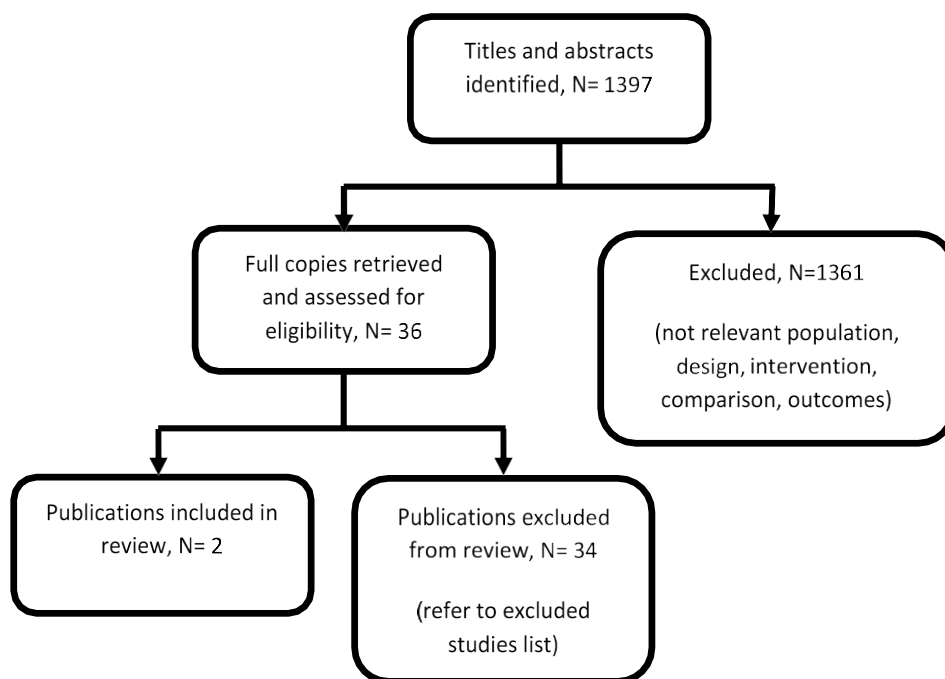 Titles and abstracts
identified, N= 1397
Full copies retrieved
and assessed for
eligibility, N= 36
Excluded, N=1361
(not relevant population,
design, intervention,
comparison, outcomes)
Publications included in
review, N= 2
Publications excluded
from review, N= 34
(refer to excluded
studies list)